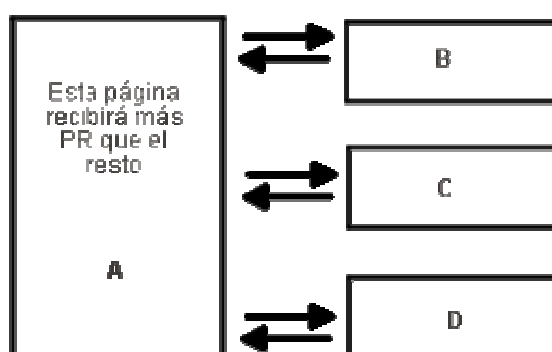 Esta página
recibirá más
PR que el
resto
A
B
C
D